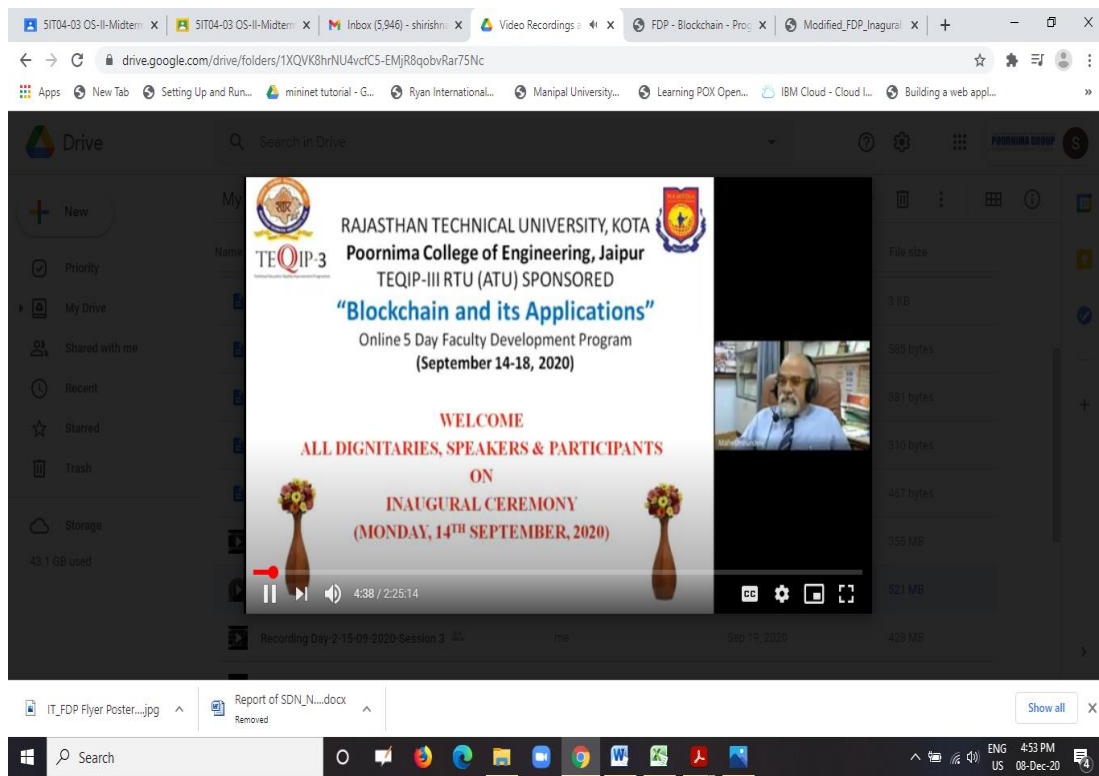 5IT04-03 OS-II-Midterm
5IT04-03 OS-II-Midterm
Inbox (5,946) - shirishn
Video Recordings a
FDP - Blockchain - Prog
Modified_FDP_Inagural
drive.google.com/drive/folders/1XQVK8hrNU4vcfC5-EMjR8qobvRar75Nc
Apps
New Tab
Setting Up and Run...
mininet tutorial - G...
Ryan International...
Manipal University...
Learning POX Open...
IBM Cloud - Cloud I...
Building a web appl...
Drive
Search in Drive
POORNIMA GROUP
S
New
My
Name
File size
Priority
My Drive
Shared with me
Recent
Starred
Trash
Storage
43.1 GB used
3 KB
585 bytes
381 bytes
310 bytes
467 bytes
355 MB
521 MB
TEQIP-3
RAJASTHAN TECHNICAL UNIVERSITY, KOTA
Poornima College of Engineering, Jaipur
TEQIP-III RTU (ATU) SPONSORED
“Blockchain and its Applications”
Online 5 Day Faculty Development Program
(September 14-18, 2020)
WELCOME
ALL DIGNITARIES, SPEAKERS & PARTICIPANTS
ON
INAUGURAL CEREMONY
(MONDAY, 14TH SEPTEMBER, 2020)
4:38 / 2:25:14
CC
Recording Day-2-15-09-2020-Session 3
me
Sep 19, 2020
428 MB
IT_FDP Flyer Poster....jpg
Report of SDN_N....docx
Removed
Show all
Search
ENG
US
4:53 PM
08-Dec-20
4